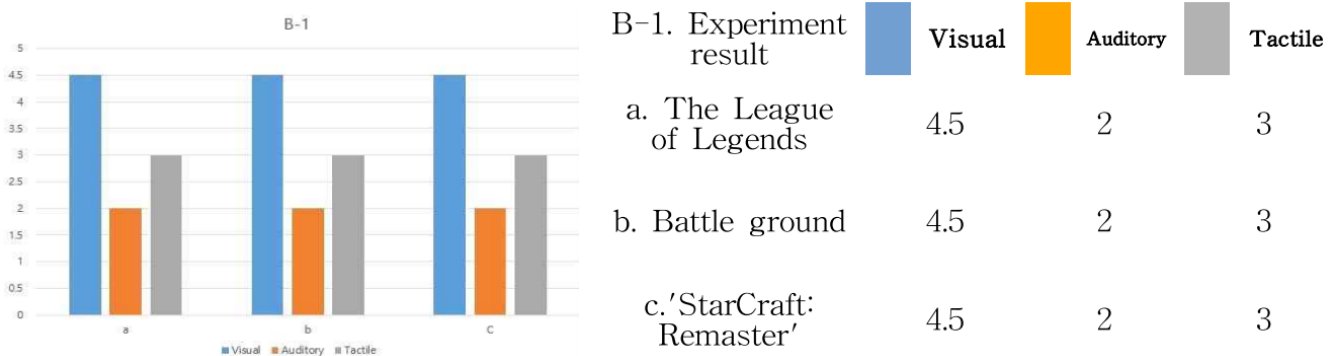 B-1
5
4.5
4
3.5
3
2.5
2
1.5
1
0.5
0
a b c
Visual Auditory Tactile
B-1. Experiment
result
Visual Auditory Tactile
a. The League
of Legends
4.5 2 3
b. Battle ground 4.5 2 3
c.'StarCraft:
Remaster'
4.5 2 3